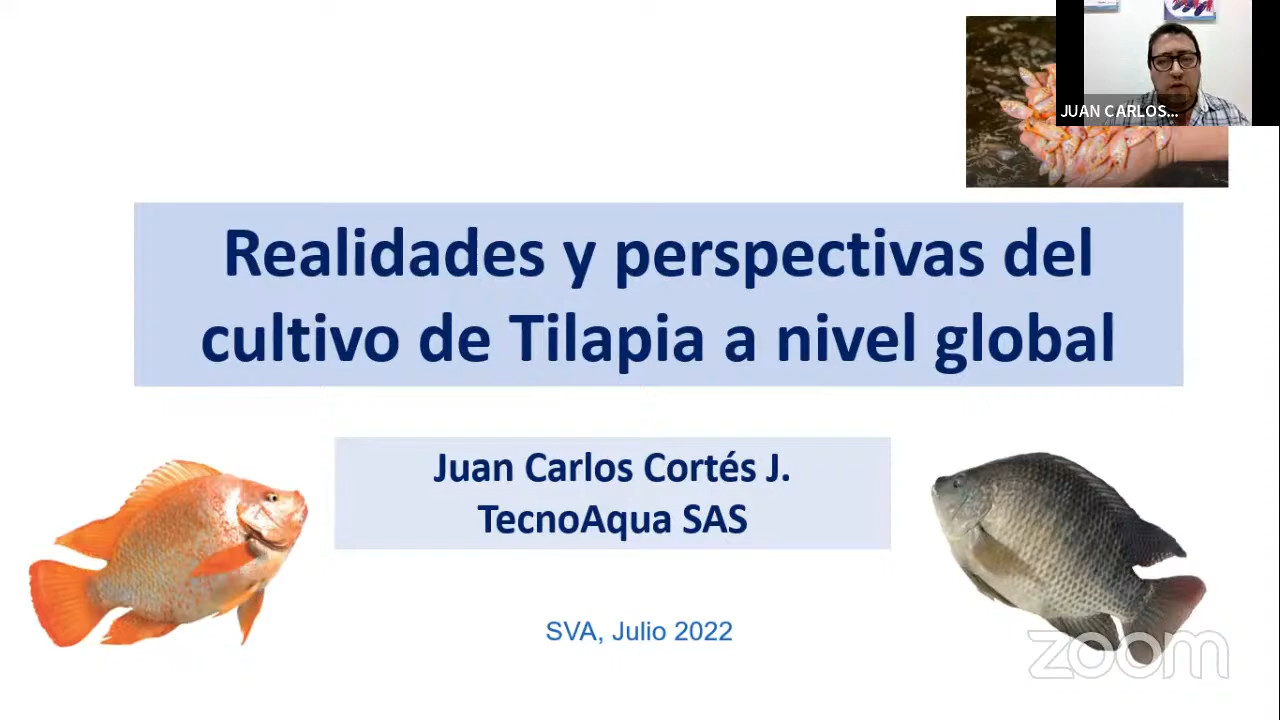 JUAN CARLOS...
Realidades y perspectivas del
cultivo de Tilapia a nivel global
Juan Carlos Cortés J.
TecnoAqua SAS
SVA, Julio 2022
zoom